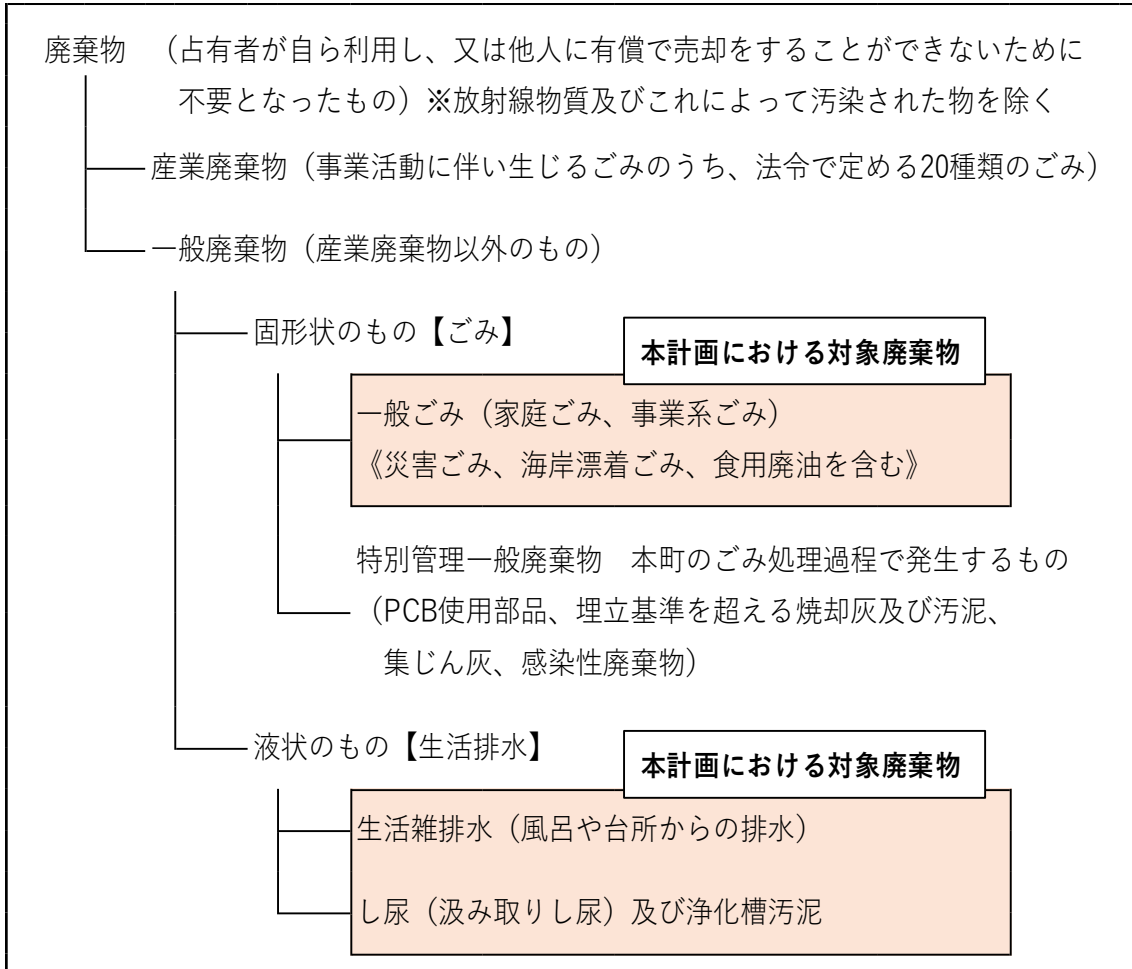 廃棄物　（占有者が自ら利用し、又は他人に有償で売却をすることができないために
不要となったもの）※放射線物質及びこれによって汚染された物を除く
産業廃棄物（事業活動に伴い生じるごみのうち、法令で定める20種類のごみ）
一般廃棄物（産業廃棄物以外のもの）
固形状のもの【ごみ】
本計画における対象廃棄物
一般ごみ（家庭ごみ、事業系ごみ）
《災害ごみ、海岸漂着ごみ、食用廃油を含む》
特別管理一般廃棄物　本町のごみ処理過程で発生するもの
（PCB使用部品、埋立基準を超える焼却灰及び汚泥、
集じん灰、感染性廃棄物）
液状のもの【生活排水】
本計画における対象廃棄物
生活雑排水（風呂や台所からの排水）
し尿（汲み取りし尿）及び浄化槽汚泥